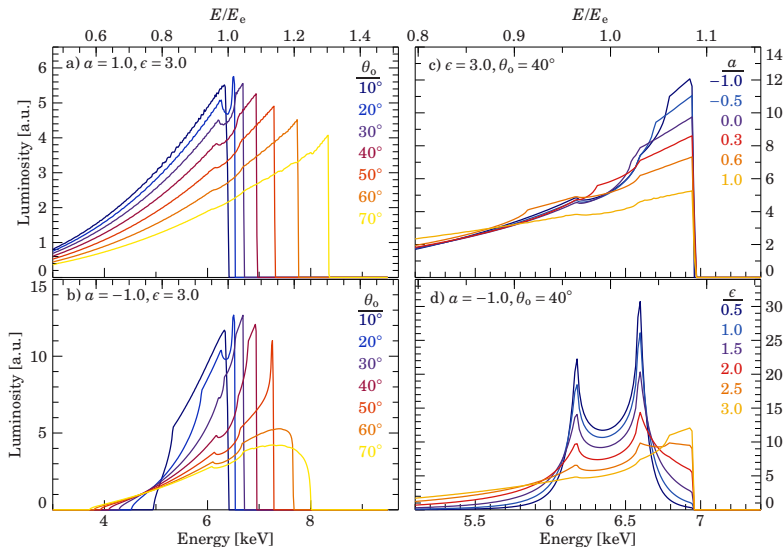 E/Eₑ
E/Eₑ
0.6 0.8 1 1.2 1.4
0.8 0.9 1.0 1.1
a) a = 1.0, ϵ = 3.0
θₒ
10°
20°
30°
40°
50°
60°
70°
Luminosity [a.u.]
6
5
4
3
2
1
0
c) ϵ = 3.0, θₒ = 40°
a
−1.0
−0.5
0.0
0.3
0.6
1.0
14
12
10
8
6
4
2
0
b) a = −1.0, ϵ = 3.0
θₒ
10°
20°
30°
40°
50°
60°
70°
Luminosity [a.u.]
15
10
5
0
d) a = −1.0, θₒ = 40°
ϵ
0.5
1.0
1.5
2.0
2.5
3.0
30
25
20
15
10
5
0
4 6 8
Energy [keV]
5.5 6 6.5 7
Energy [keV]